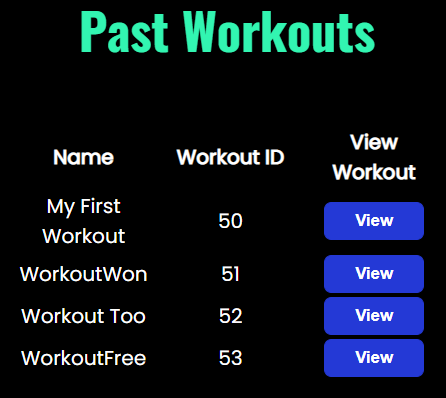 Past Workouts
Name Workout ID View Workout
My First Workout 50 View
WorkoutWon 51 View
Workout Too 52 View
WorkoutFree 53 View